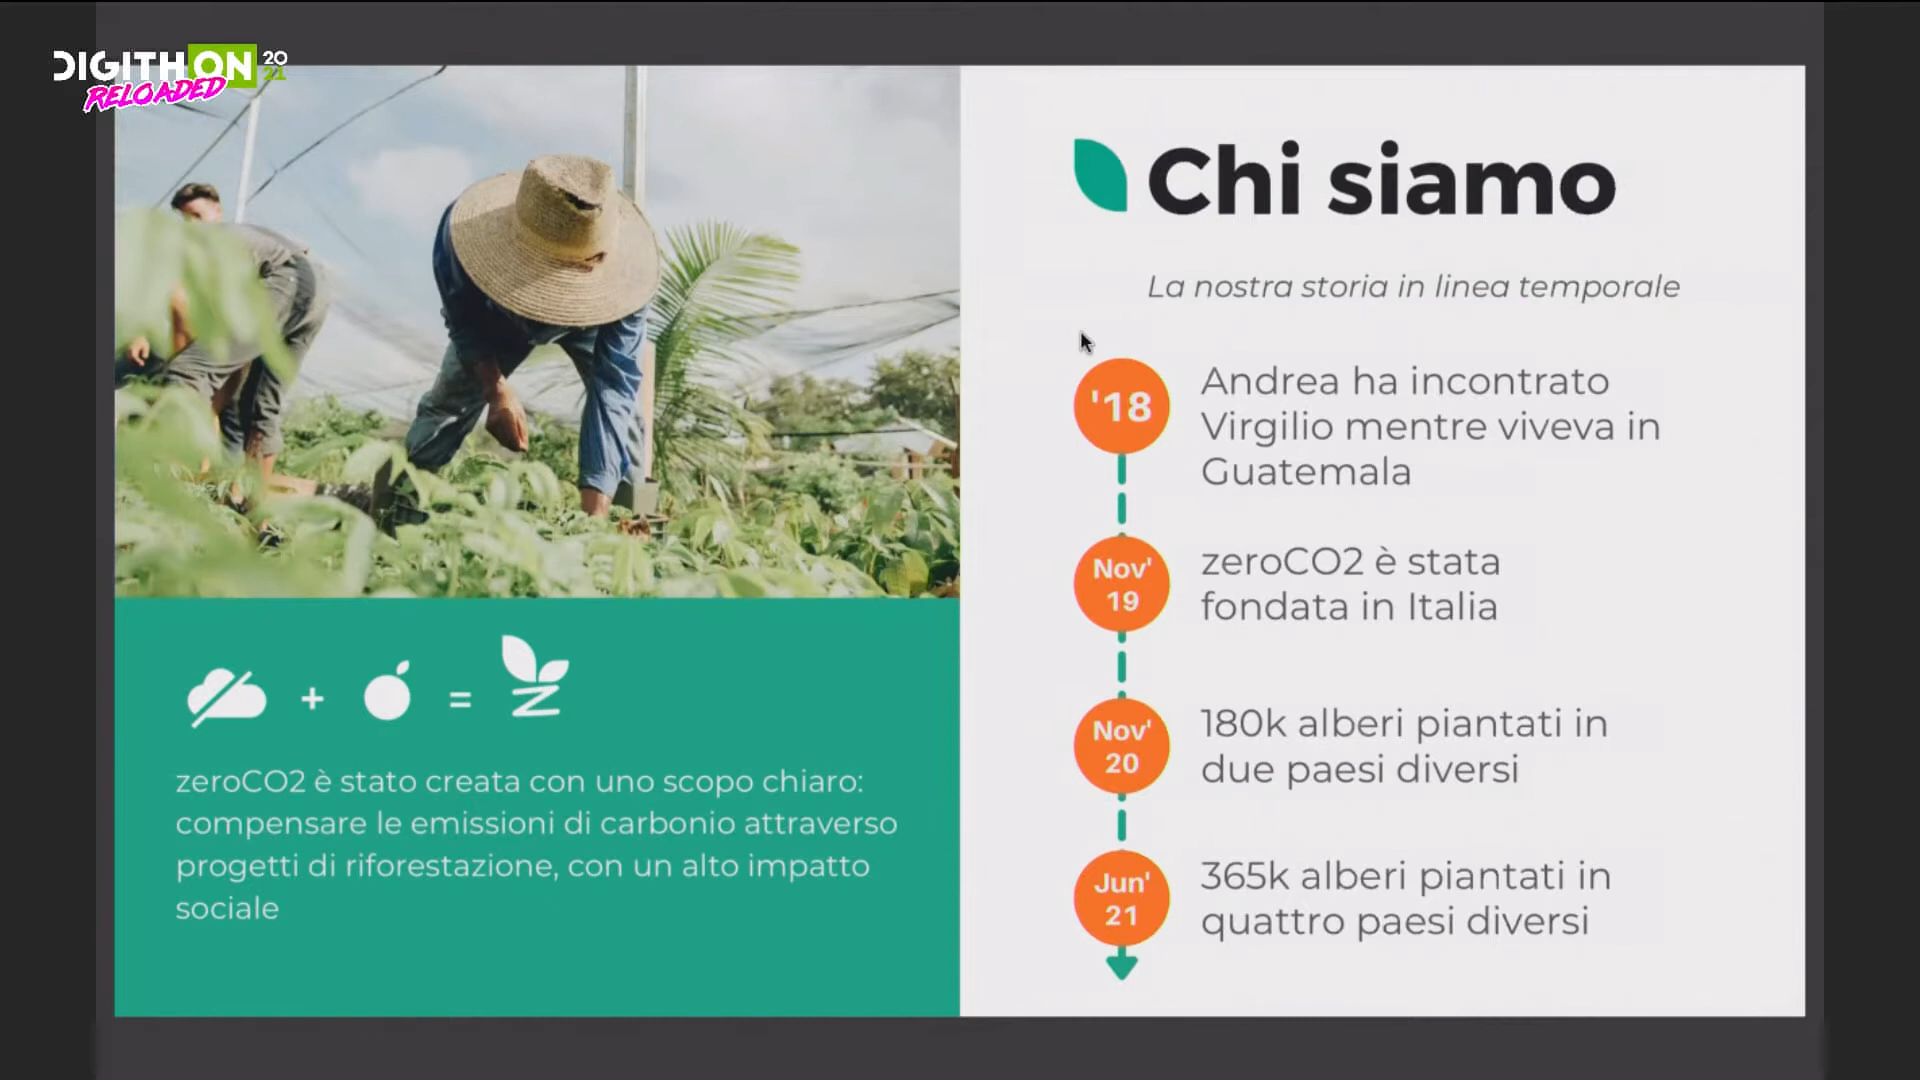 DIGITHON 20
21
RELOADED
Chi siamo
La nostra storia in linea temporale
'18
Andrea ha incontrato
Virgilio mentre viveva in
Guatemala
Nov'
19
zeroCO2 è stata
fondata in Italia
Nov'
20
180k alberi piantati in
due paesi diversi
Jun'
21
365k alberi piantati in
quattro paesi diversi
+ =
zeroCO2 è stato creata con uno scopo chiaro:
compensare le emissioni di carbonio attraverso
progetti di riforestazione, con un alto impatto
sociale